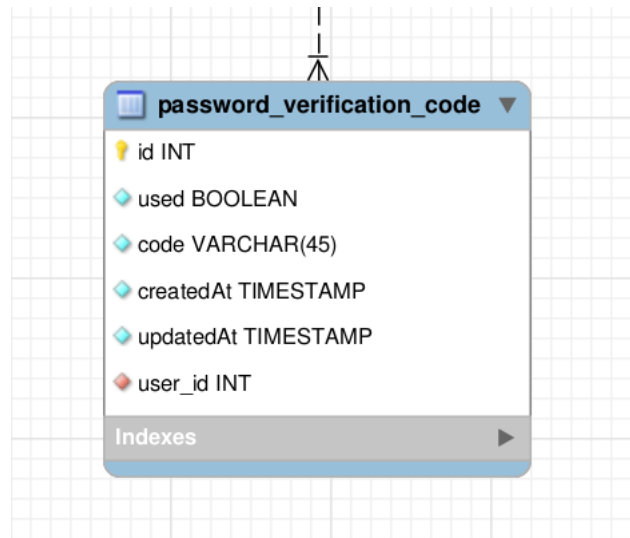 password_verification_code
id INT
used BOOLEAN
code VARCHAR(45)
createdAt TIMESTAMP
updatedAt TIMESTAMP
user_id INT
Indexes